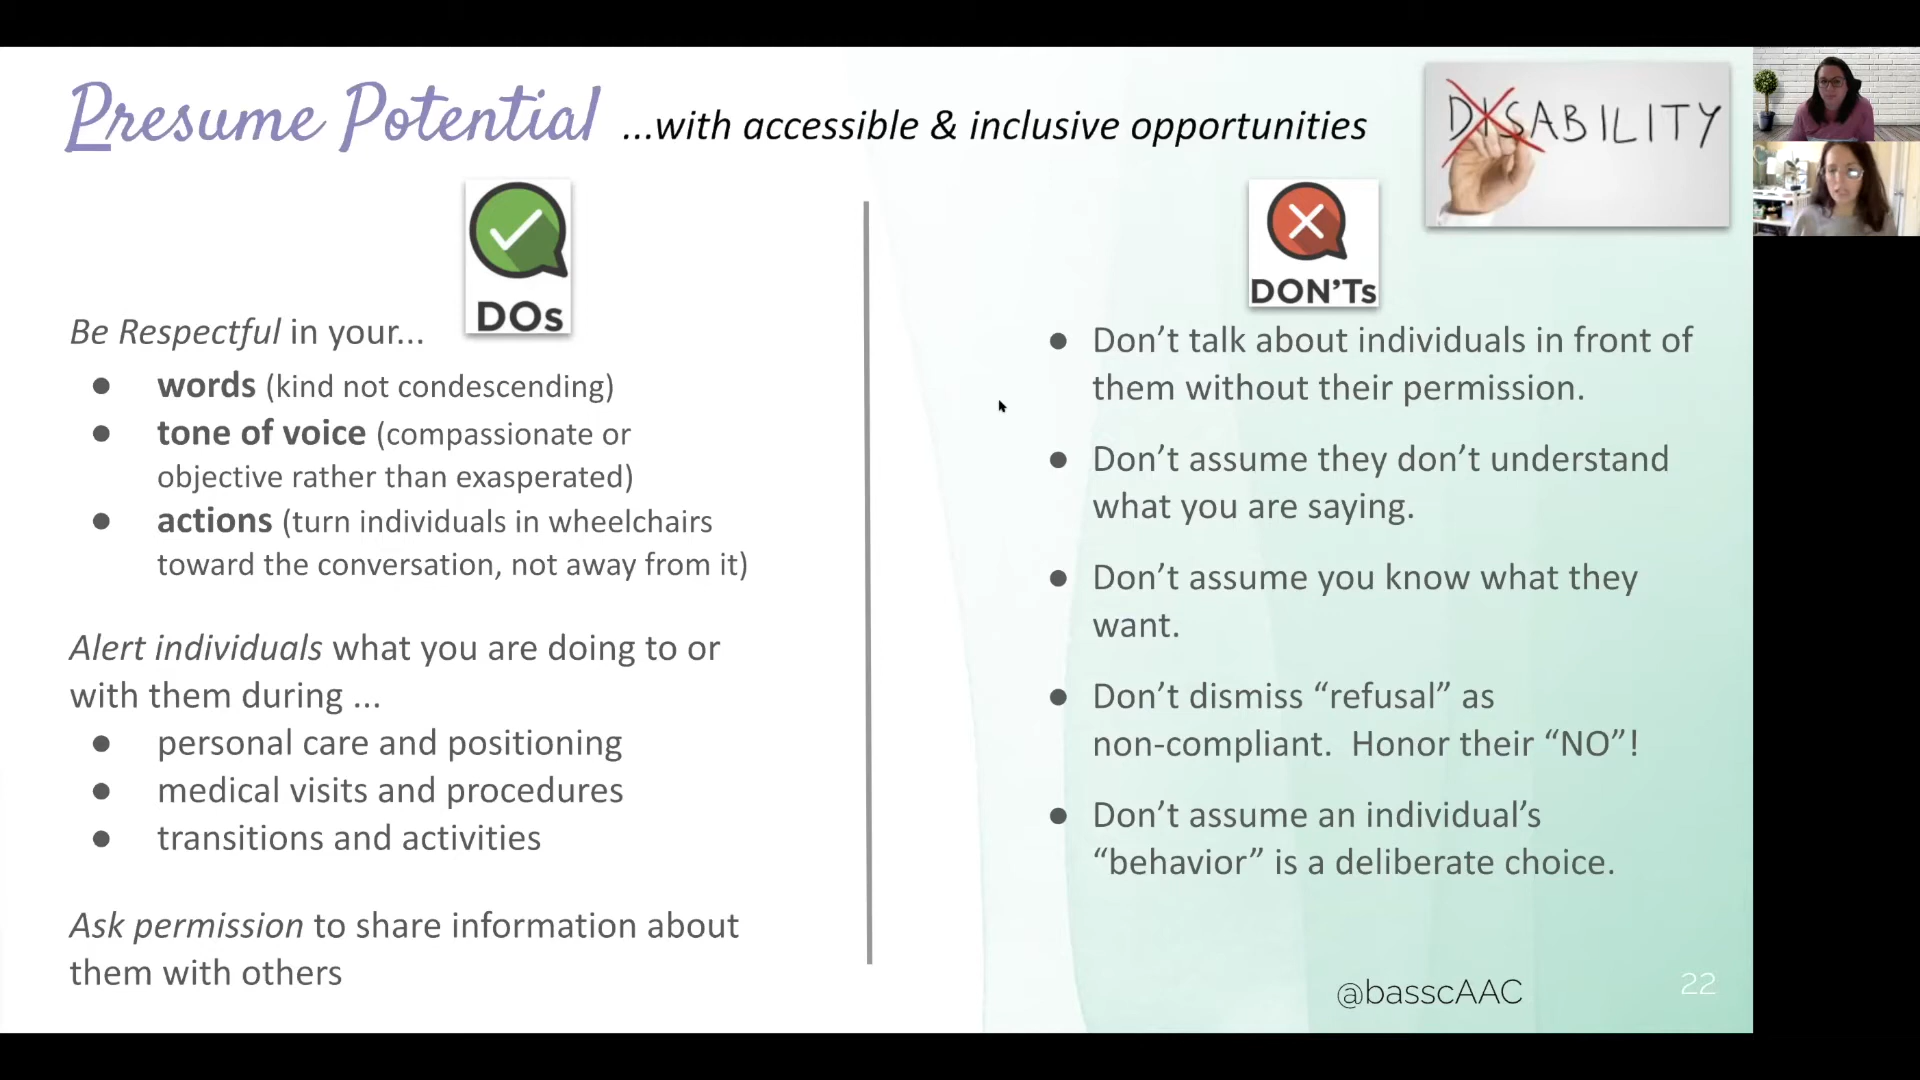 Presume Potential ...with accessible & inclusive opportunities
DISABILITY
DOs
Be Respectful in your...
● words (kind not condescending)
● tone of voice (compassionate or
objective rather than exasperated)
● actions (turn individuals in wheelchairs
toward the conversation, not away from it)
Alert individuals what you are doing to or
with them during ...
● personal care and positioning
● medical visits and procedures
● transitions and activities
Ask permission to share information about
them with others
DON’Ts
● Don’t talk about individuals in front of
them without their permission.
● Don’t assume they don’t understand
what you are saying.
● Don’t assume you know what they
want.
● Don’t dismiss “refusal” as
non-compliant. Honor their “NO”!
● Don’t assume an individual’s
“behavior” is a deliberate choice.
@basscAAC
22